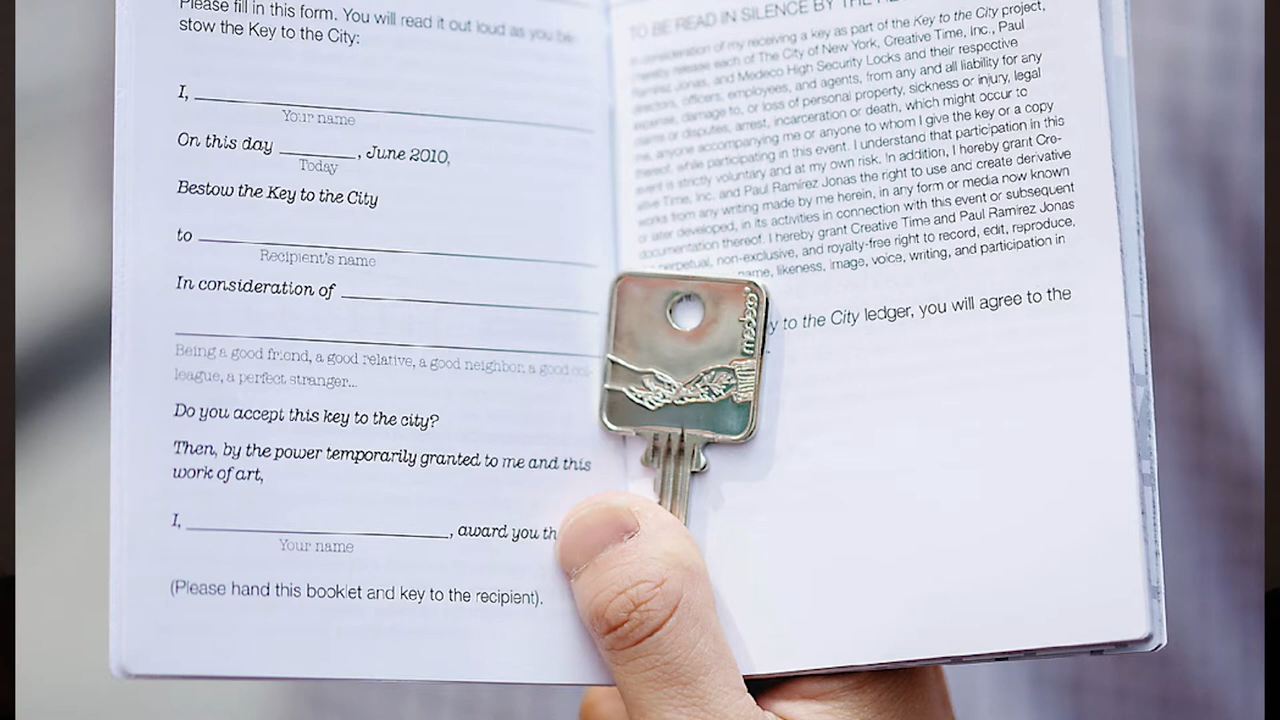 Please fill in this form. You will read it out loud as you be-
stow the Key to the City:
I,
Your name
On this day , June 2010,
Today
Bestow the Key to the City
to
Recipient's name
In consideration of
Being a good friend, a good relative, a good neighbor, a good col-
league, a perfect stranger...
Do you accept this key to the city?
Then, by the power temporarily granted to me and this
work of art,
I, , award you th
Your name
(Please hand this booklet and key to the recipient).
TO BE READ IN SILENCE BY THE
In consideration of my receiving a key as part of the Key to the City project,
I hereby release each of The City of New York, Creative Time, Inc., Paul
Ramirez Jonas, and Medeco High Security Locks and their respective
directors, officers, employees, and agents, from any and all liability for any
expense, damage to, or loss of personal property, sickness or injury, legal
claims or disputes, arrest, incarceration or death, which might occur to
me, anyone accompanying me or anyone to whom I give the key or a copy
thereof, while participating in this event. I understand that participation in this
event is strictly voluntary and at my own risk. In addition, I hereby grant Cre-
ative Time, Inc. and Paul Ramirez Jonas the right to use and create derivative
works from any writing made by me herein, in any form or media now known
or later developed, in its activities in connection with this event or subsequent
documentation thereof. I hereby grant Creative Time and Paul Ramirez Jonas
perpetual, non-exclusive, and royalty-free right to record, edit, reproduce,
name, likeness, image, voice, writing, and participation in
y to the City ledger, you will agree to the
medeco